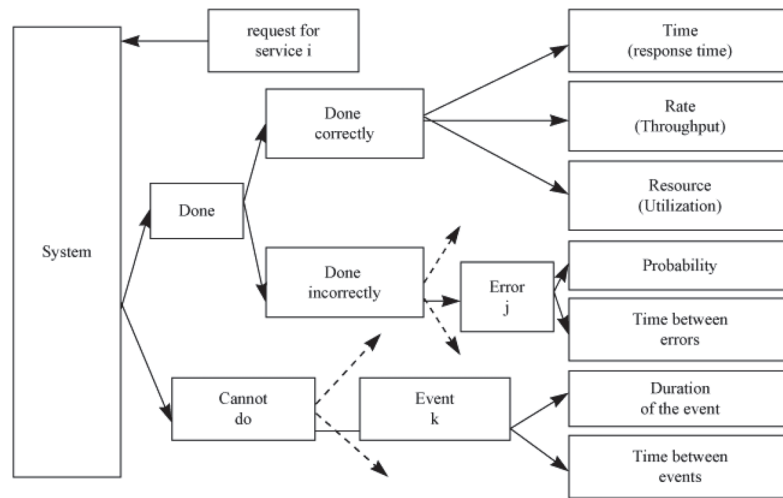 request for
service i
Time
(response time)
Done
correctly
Rate
(Throughput)
Resource
(Utilization)
Done
System
Done
incorrectly
Error
j
Probability
Time between
errors
Cannot
do
Event
k
Duration
of the event
Time between
events